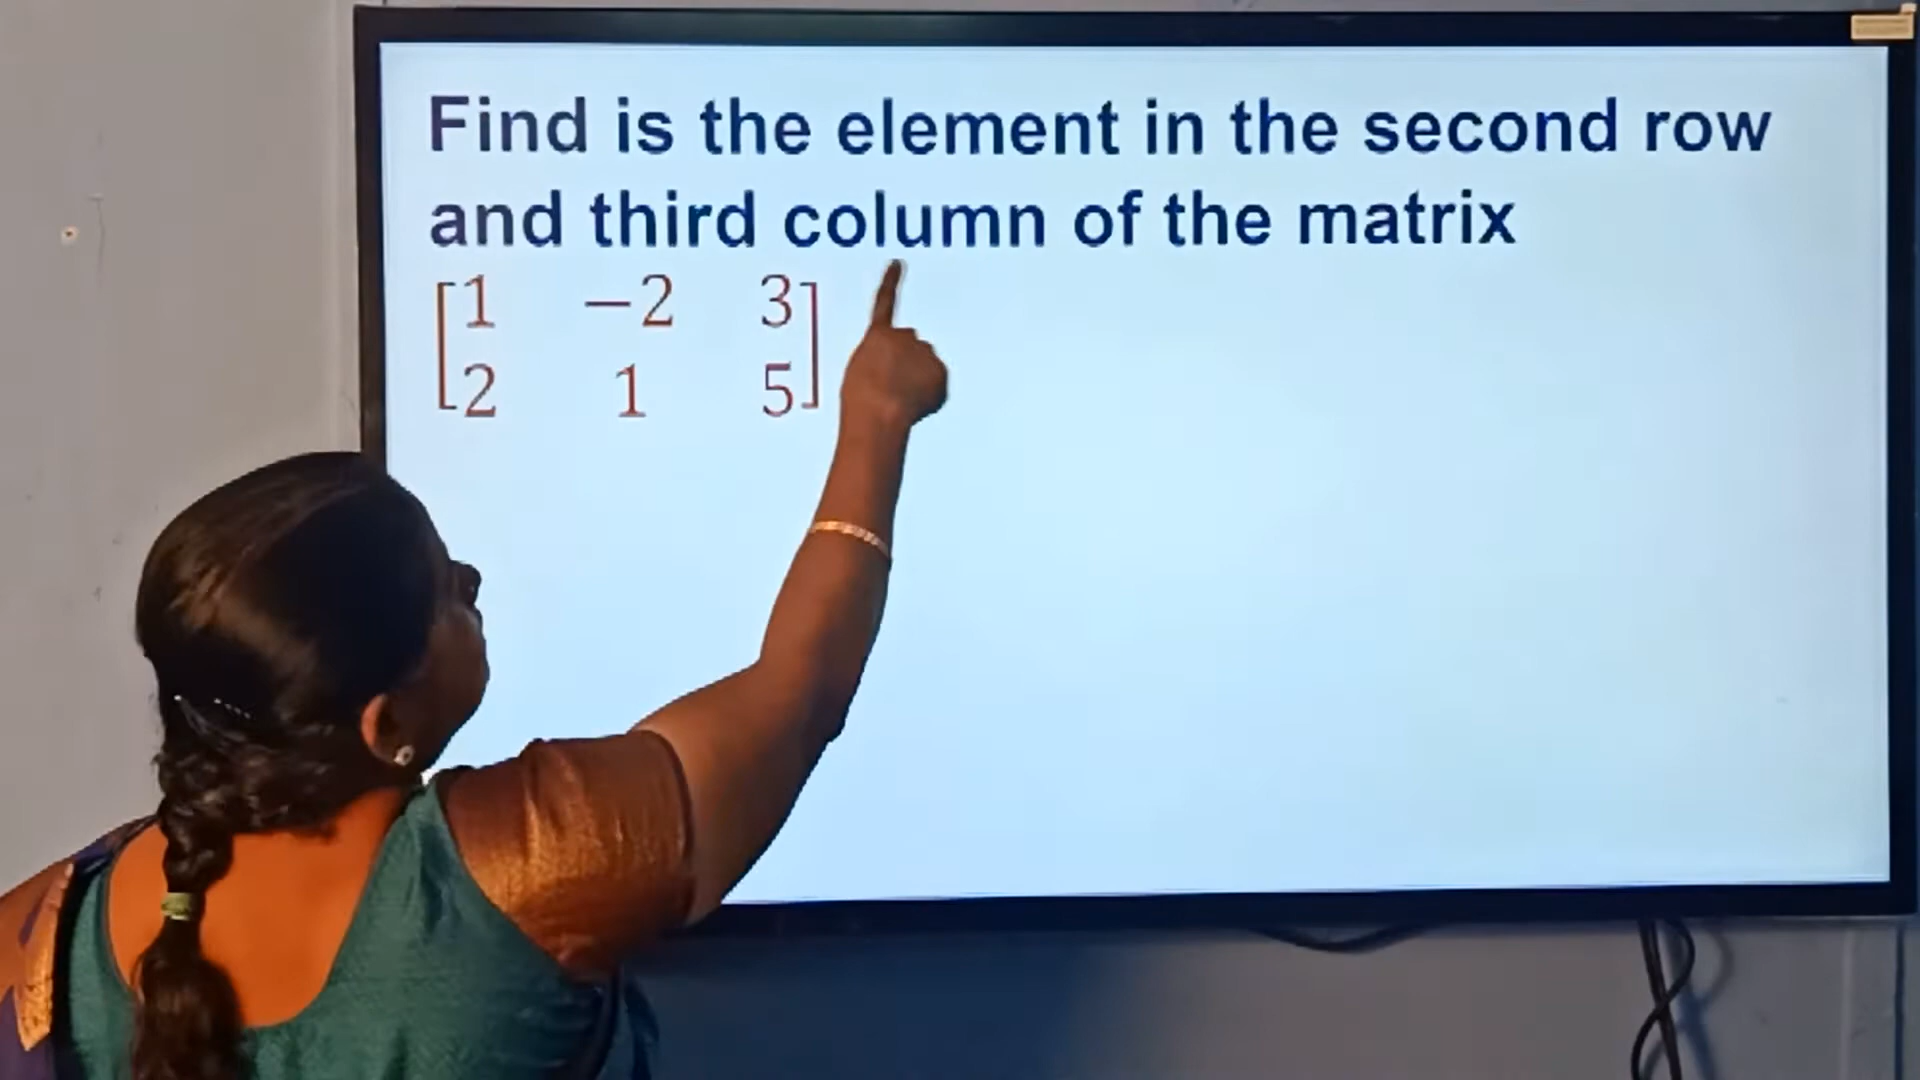 Find is the element in the second row
and third column of the matrix
[1 −2 3]
[2 1 5]